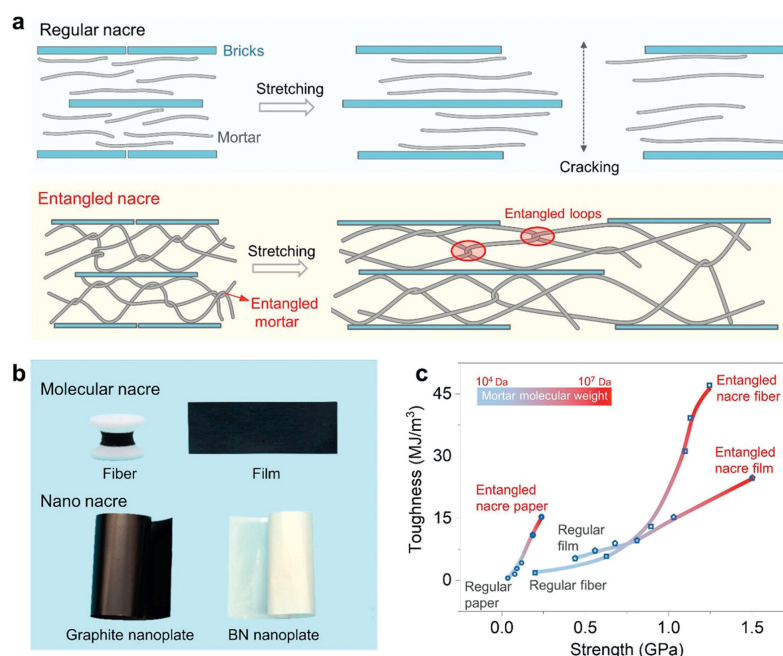 a
Regular nacre
Bricks
Stretching
Mortar
Cracking
Entangled nacre
Entangled loops
Stretching
Entangled
mortar
b
Molecular nacre
Fiber
Film
Nano nacre
Graphite nanoplate
BN nanoplate
c
10⁴ Da
10⁷ Da
Mortar molecular weight
Entangled
nacre fiber
Entangled
nacre film
Entangled
nacre paper
Regular
film
Regular
paper
Regular fiber
Toughness (MJ/m³)
45
30
15
0
0.0
0.5
1.0
1.5
Strength (GPa)